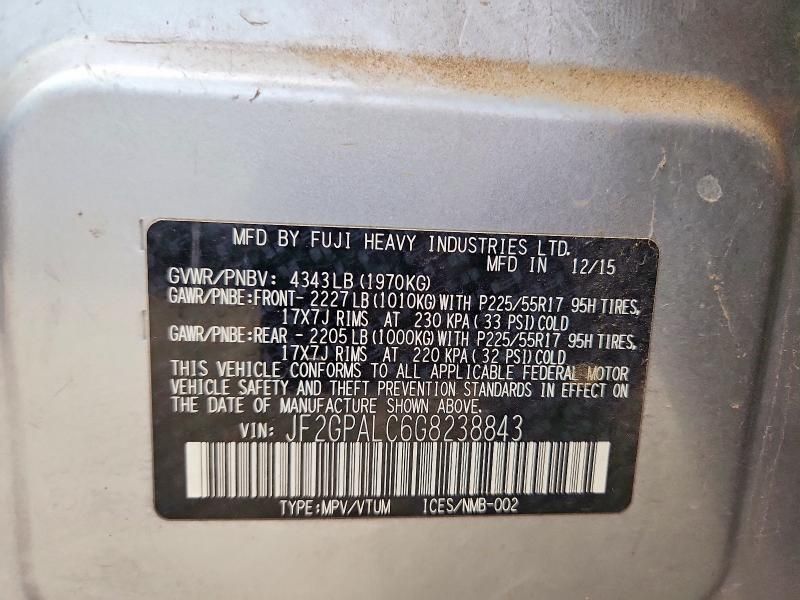 MFD BY FUJI HEAVY INDUSTRIES LTD.
MFD IN 12/15
GVWR/PNBV: 4343LB(1970KG)
GAWR/PNBE:FRONT- 2227LB(1010KG)WITH P225/55R17 95H TIRES,
17X7J RIMS AT 230 KPA(33 PSI)COLD
GAWR/PNBE:REAR - 2205LB(1000KG)WITH P225/55R17 95H TIRES,
17X7J RIMS AT 220 KPA(32 PSI)COLD
THIS VEHICLE CONFORMS TO ALL APPLICABLE FEDERAL MOTOR
VEHICLE SAFETY AND THEFT PREVENTION STANDARDS IN EFFECT ON
THE DATE OF MANUFACTURE SHOWN ABOVE.
VIN: JF2GPALC6G8238843
TYPE:MPV/VTUM ICES/NMB-002